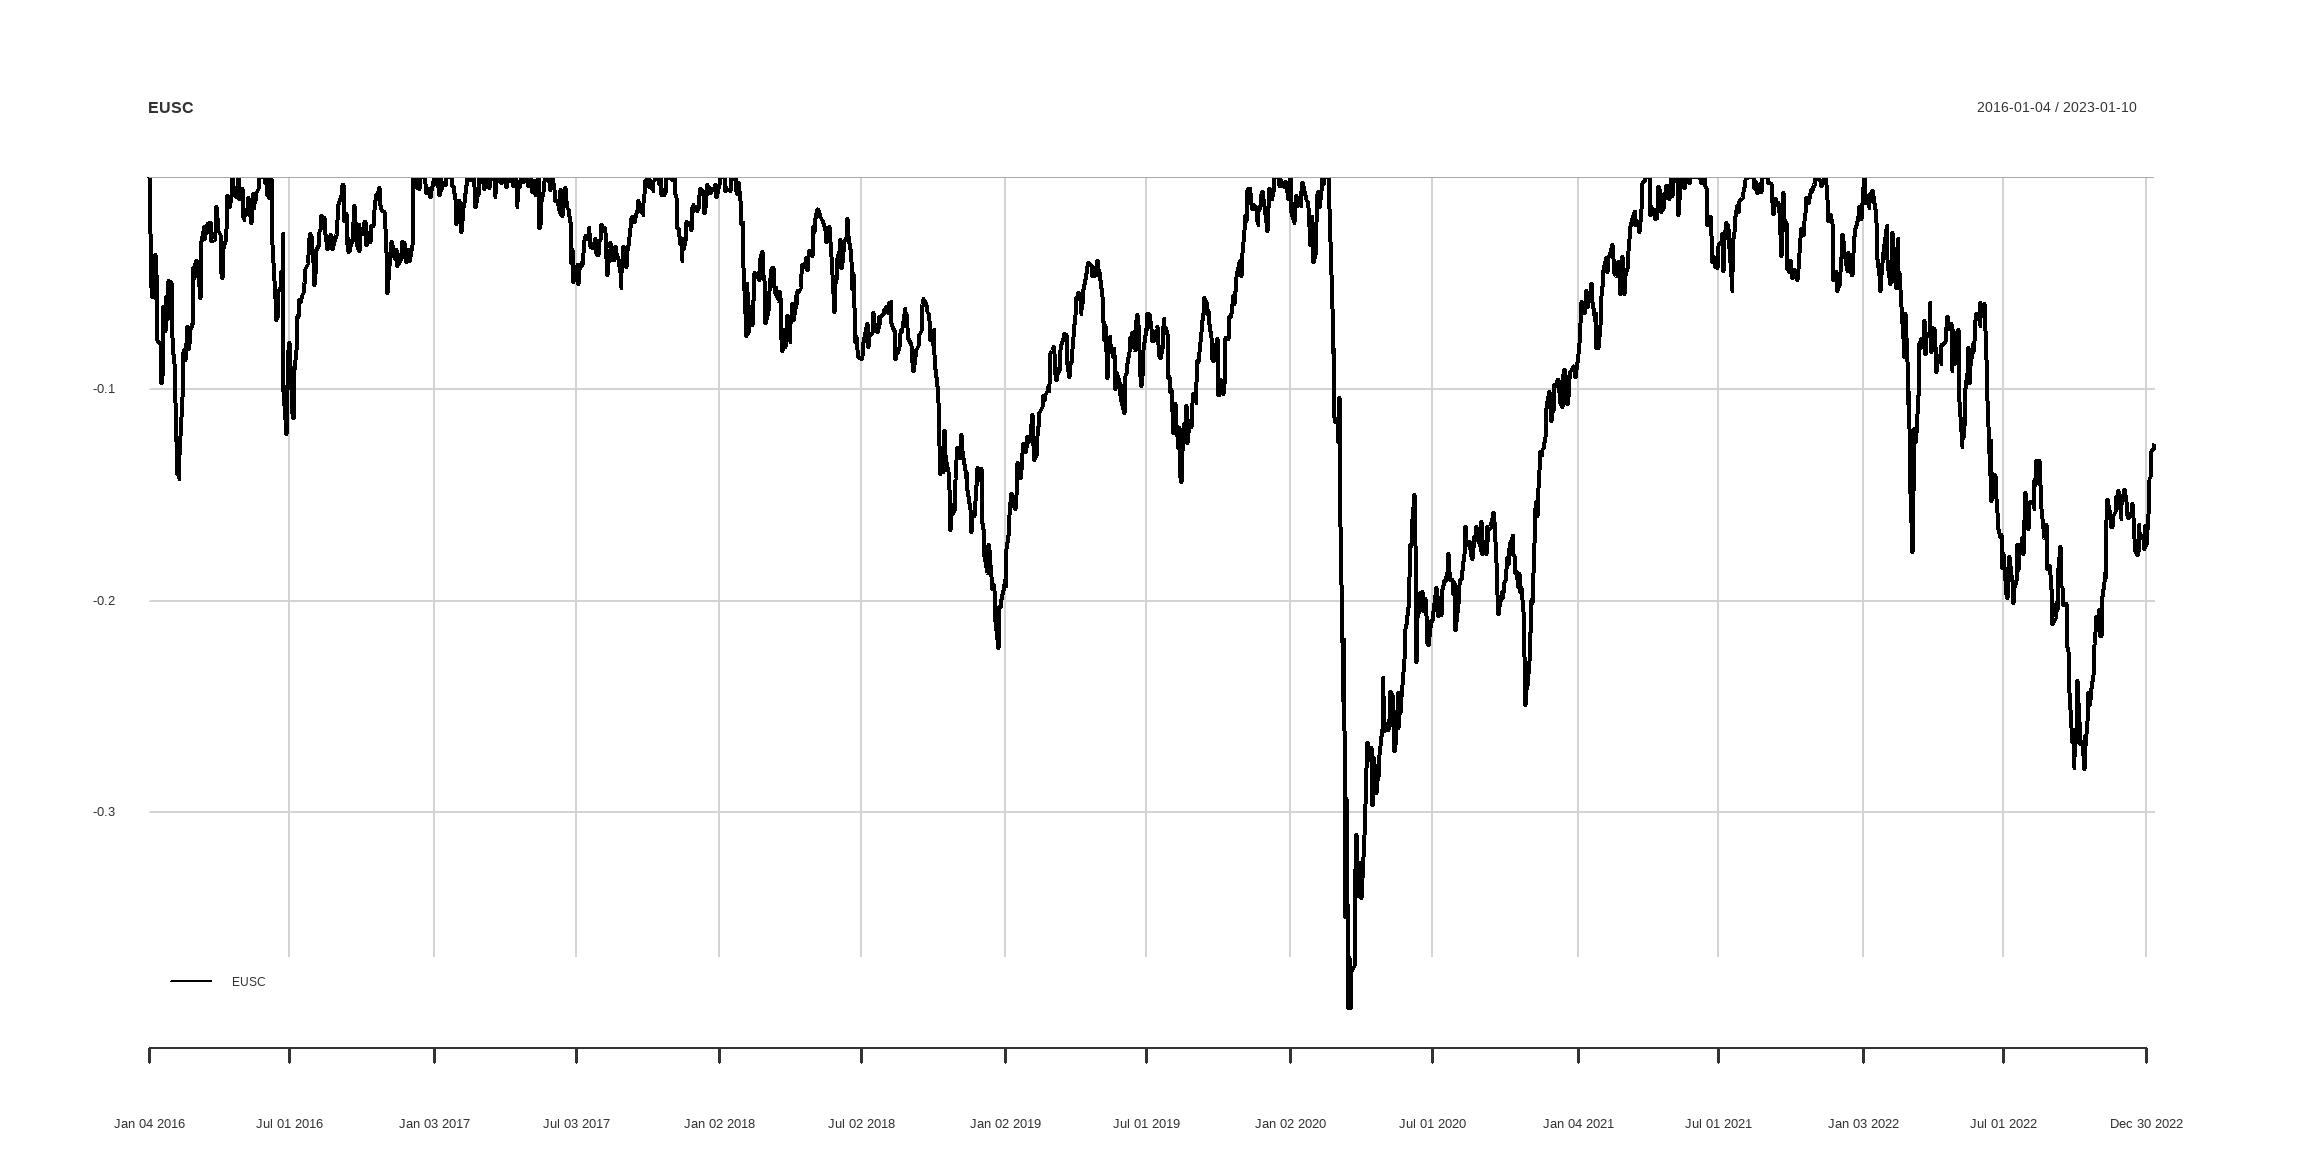 EUSC
2016-01-04 / 2023-01-10
-0.1
-0.2
-0.3
EUSC
Jan 04 2016
Jul 01 2016
Jan 03 2017
Jul 03 2017
Jan 02 2018
Jul 02 2018
Jan 02 2019
Jul 01 2019
Jan 02 2020
Jul 01 2020
Jan 04 2021
Jul 01 2021
Jan 03 2022
Jul 01 2022
Dec 30 2022